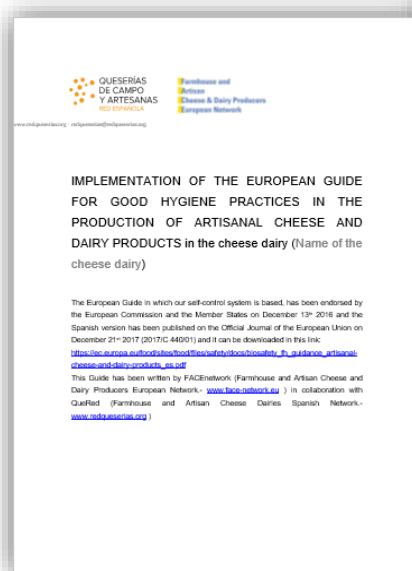 QUESERÍAS
DE CAMPO
Y ARTESANAS
RED ESPAÑOLA
Farmhouse and
Artisan
Cheese & Dairy Producers
European Network
www.redqueserias.org - redqueserias@redqueserias.org
IMPLEMENTATION OF THE EUROPEAN GUIDE
FOR GOOD HYGIENE PRACTICES IN THE
PRODUCTION OF ARTISANAL CHEESE AND
DAIRY PRODUCTS in the cheese dairy (Name of the
cheese dairy)
The European Guide in which our self-control system is based, has been endorsed by
the European Commission and the Member States on December 13th 2016 and the
Spanish version has been published on the Official Journal of the European Union on
December 21st 2017 (2017/C 440/01) and it can be downloaded in this link:
https://ec.europa.eu/food/sites/food/files/safety/docs/biosafety_fh_guidance_artisanal-
cheese-and-dairy-products_es.pdf
This Guide has been written by FACEnetwork (Farmhouse and Artisan Cheese and
Dairy Producers European Network.- www.face-network.eu ) in collaboration with
QueRed (Farmhouse and Artisan Cheese Dairies Spanish Network.-
www.redqueserias.org )